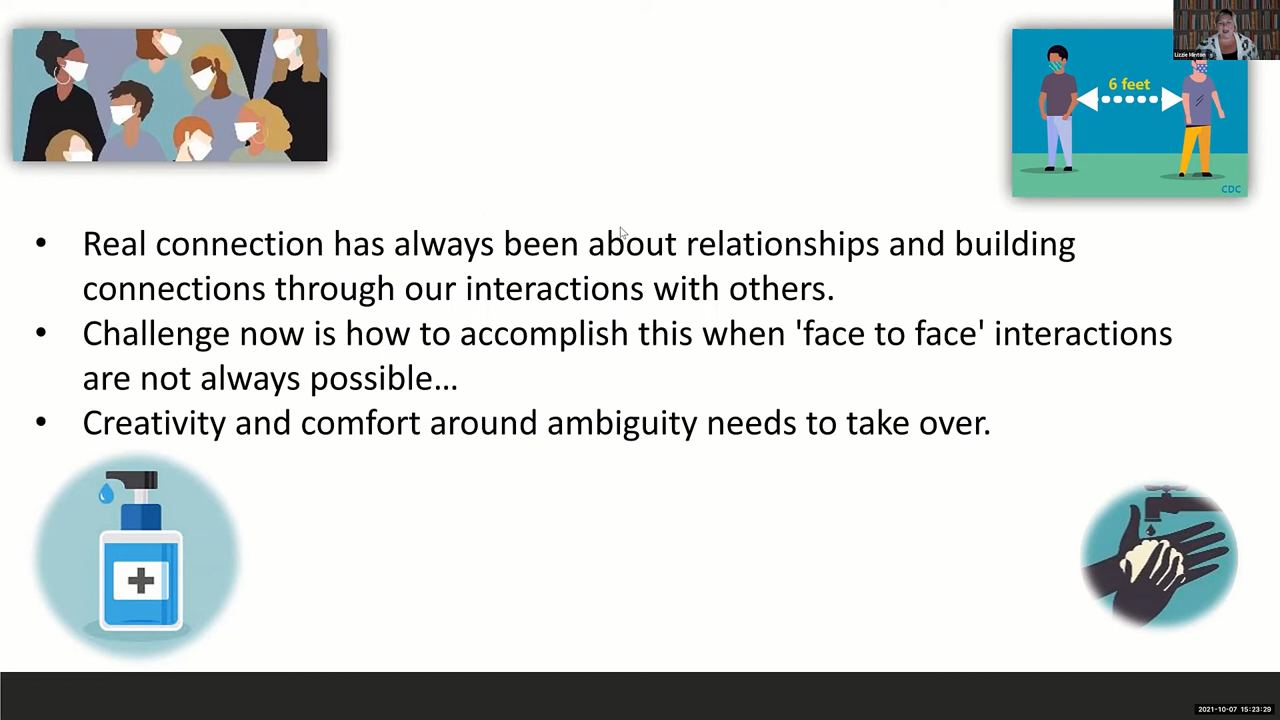 Lizzie Minton
6 feet
CDC
• Real connection has always been about relationships and building
connections through our interactions with others.
• Challenge now is how to accomplish this when 'face to face' interactions
are not always possible...
• Creativity and comfort around ambiguity needs to take over.
2021-10-07 15:23:29